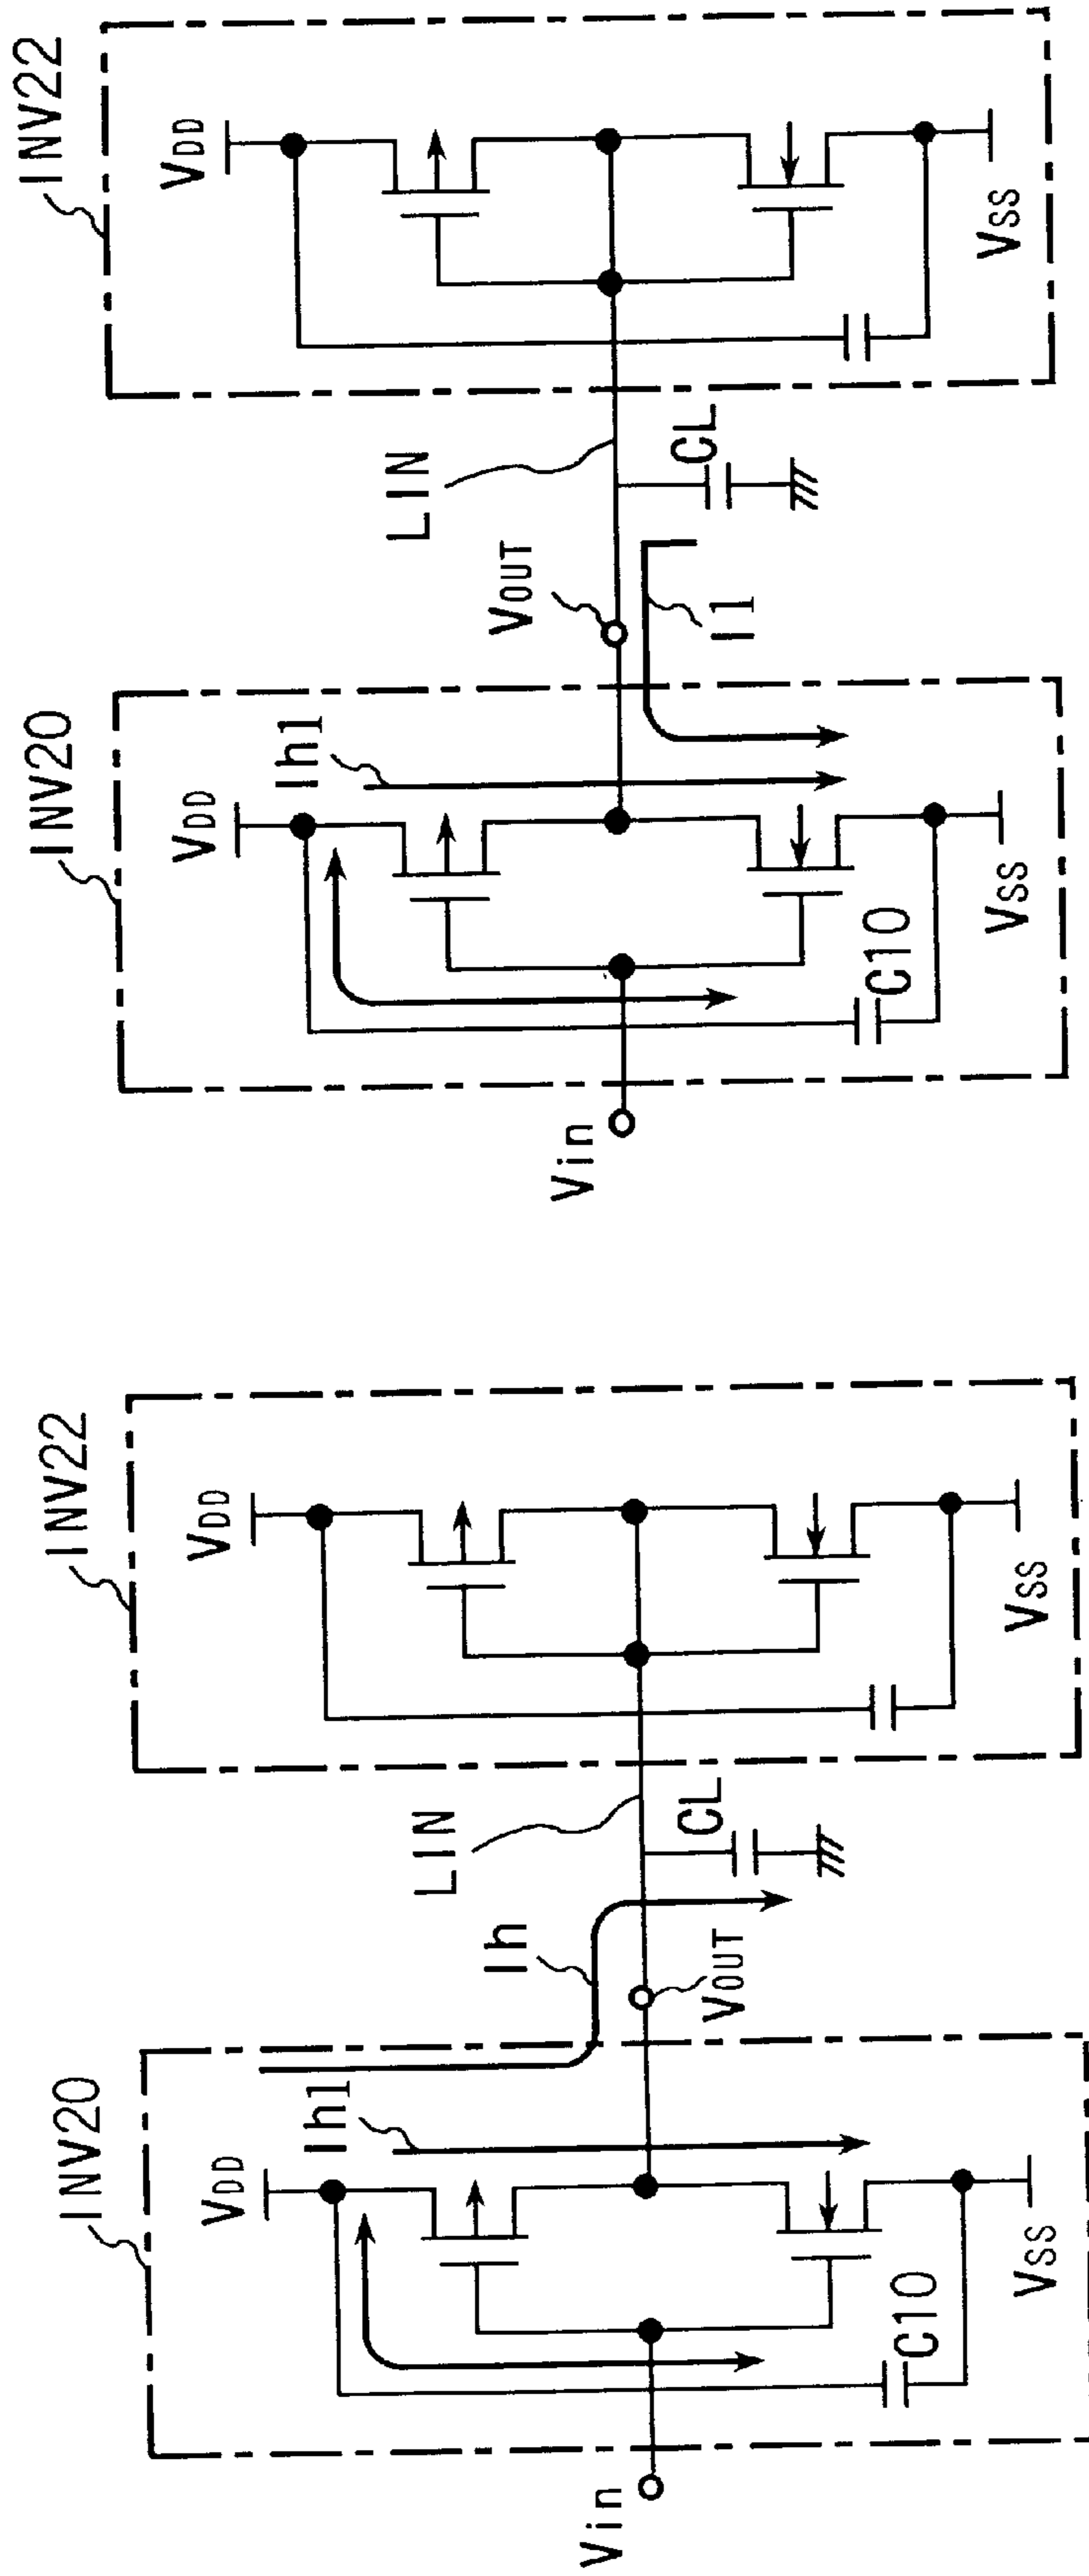 INV20
INV22
VDD
VDD
Ih1
Ih
LIN
VOUT
CL
Vin
C10
VSS
VSS
INV20
INV22
VDD
VDD
Ih1
VOUT
LIN
I1
CL
Vin
C10
VSS
VSS